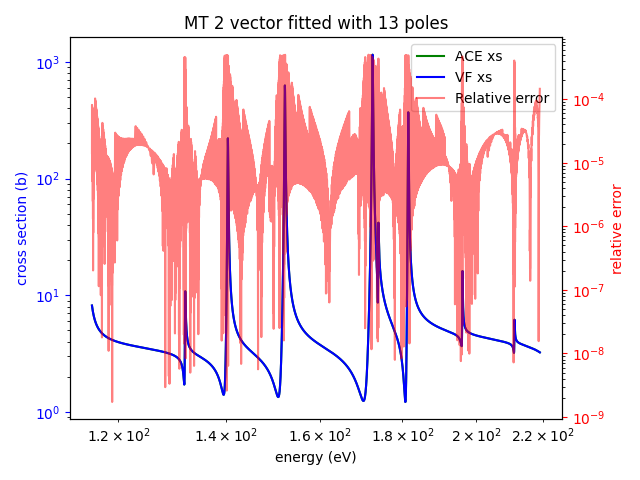 MT 2 vector fitted with 13 poles
ACE xs
VF xs
Relative error
cross section (b)
10³
10²
10¹
10⁰
10⁻⁴
10⁻⁵
10⁻⁶
10⁻⁷
10⁻⁸
10⁻⁹
relative error
1.2 × 10² 1.4 × 10² 1.6 × 10² 1.8 × 10² 2 × 10² 2.2 × 10²
energy (eV)